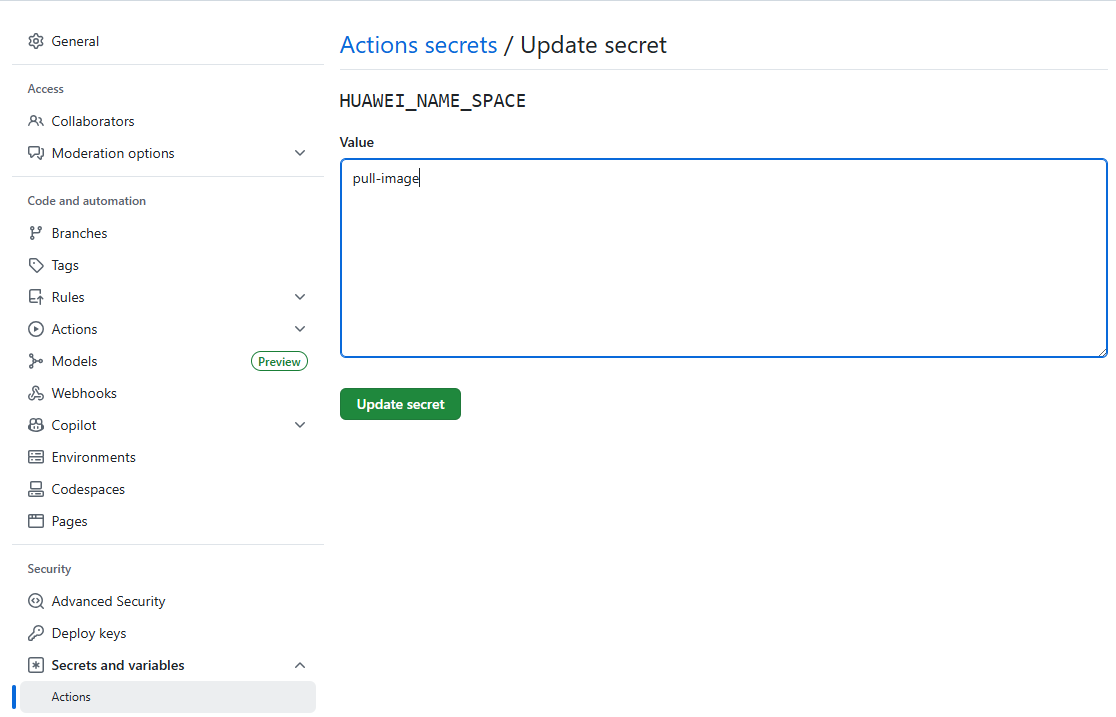 General
Access
Collaborators
Moderation options
Code and automation
Branches
Tags
Rules
Actions
Models Preview
Webhooks
Copilot
Environments
Codespaces
Pages
Security
Advanced Security
Deploy keys
Secrets and variables
Actions
Actions secrets / Update secret
HUAWEI_NAME_SPACE
Value
pull-image
Update secret